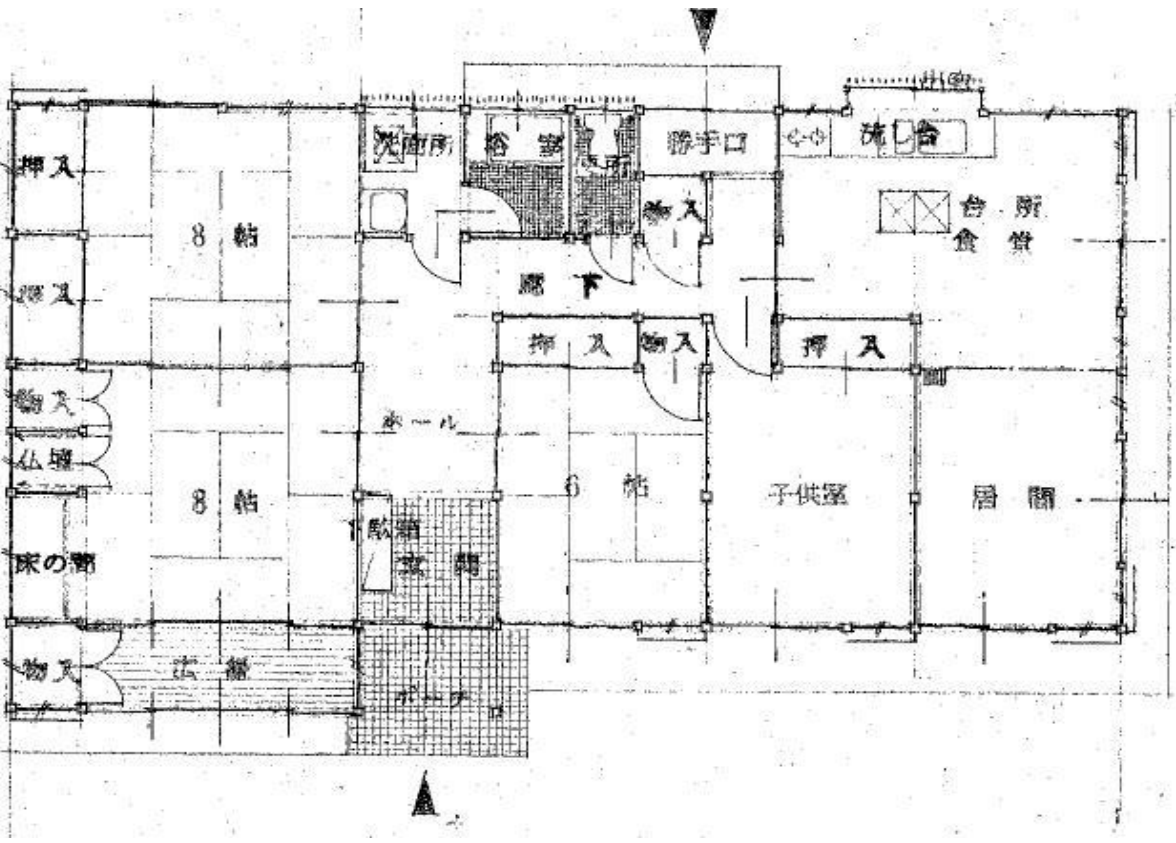 出窓
洗面所
浴室
便所
勝手口
流し台
押入
物入
台所
食堂
8 帖
押入
廊下
押入
物入
押入
物入
ホール
仏壇
8 帖
6 帖
子供室
居間
下駄箱
床の間
玄関
物入
広縁
ポーチ